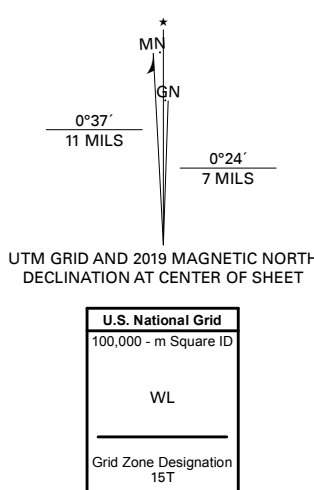 ★
MN
GN
0°37´
11 MILS
0°24´
7 MILS
UTM GRID AND 2019 MAGNETIC NORTH
DECLINATION AT CENTER OF SHEET
U.S. National Grid
100,000 - m Square ID
WL
Grid Zone Designation
15T